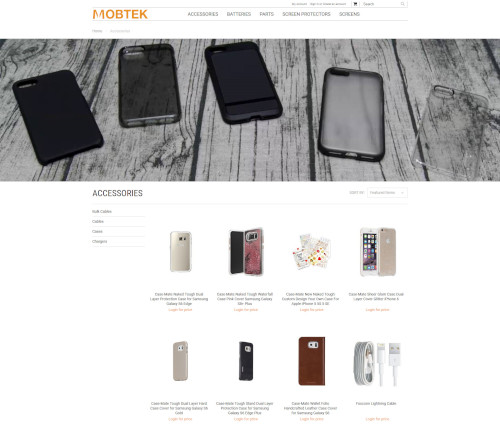 My Account Sign in or Create an Account Search
MOBTEK
ACCESSORIES BATTERIES PARTS SCREEN PROTECTORS SCREENS
Home Accessories
ACCESSORIES
SORT BY: Featured Items
Bulk Cables
Cables
Cases
Chargers
Case-Mate Naked Tough Dual
Layer Protection Case for Samsung
Galaxy S6 Edge
Login for price
Case-Mate Naked Tough Waterfall
Case Pink Cover Samsung Galaxy
S8+ Plus
Login for price
Case-Mate New Naked Tough
Custom Design Your Own Case For
Apple iPhone 5 5S 5 SE
Login for price
Case-Mate Sheer Glam Case Dual
Layer Cover Glitter iPhone 6
Login for price
Case-Mate Tough Dual Layer Hard
Case Cover for Samsung Galaxy S6
Gold
Login for price
Case-Mate Tough Stand Dual Layer
Protection Case for Samsung
Galaxy S6 Edge Plus
Login for price
Case-Mate Wallet Folio
Handcrafted Leather Case Cover
for Samsung Galaxy S6
Login for price
Lightning Cable
Login for price